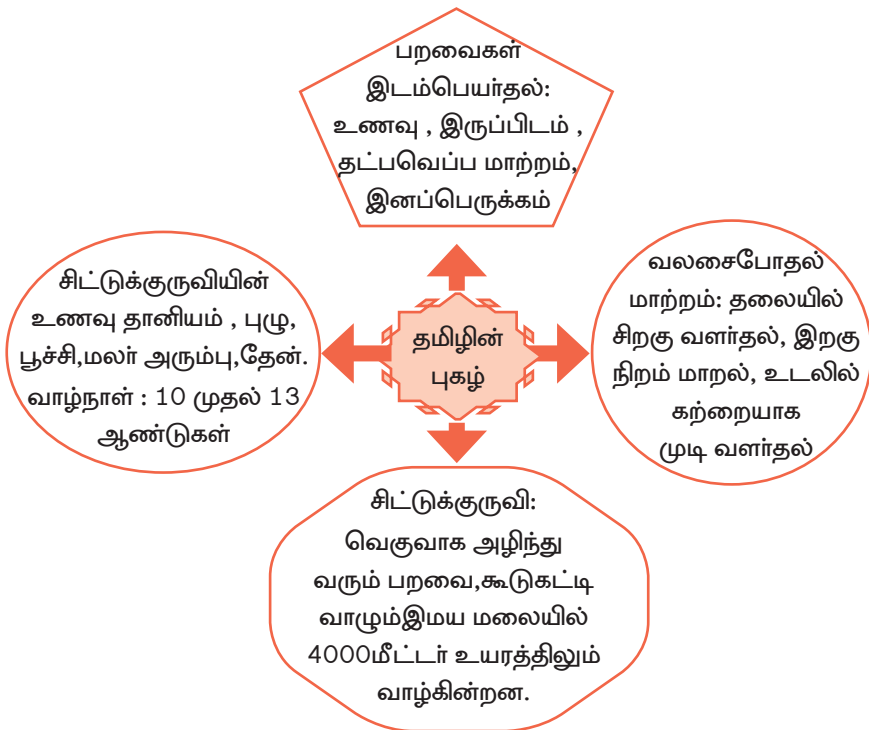 பறவைகள்
இடம்பெயர்தல்:
உணவு , இருப்பிடம் ,
தட்பவெப்ப மாற்றம்,
இனப்பெருக்கம்
சிட்டுக்குருவியின்
உணவு தானியம் , புழு,
பூச்சி,மலர் அரும்பு,தேன்.
வாழ்நாள் : 10 முதல் 13
ஆண்டுகள்
தமிழின்
புகழ்
வலசைபோதல்
மாற்றம்: தலையில்
சிறகு வளர்தல், இறகு
நிறம் மாறல், உடலில்
கற்றையாக
முடி வளர்தல்
சிட்டுக்குருவி:
வெகுவாக அழிந்து
வரும் பறவை,கூடுகட்டி
வாழும்இமய மலையில்
4000மீட்டர் உயரத்திலும்
வாழ்கின்றன.